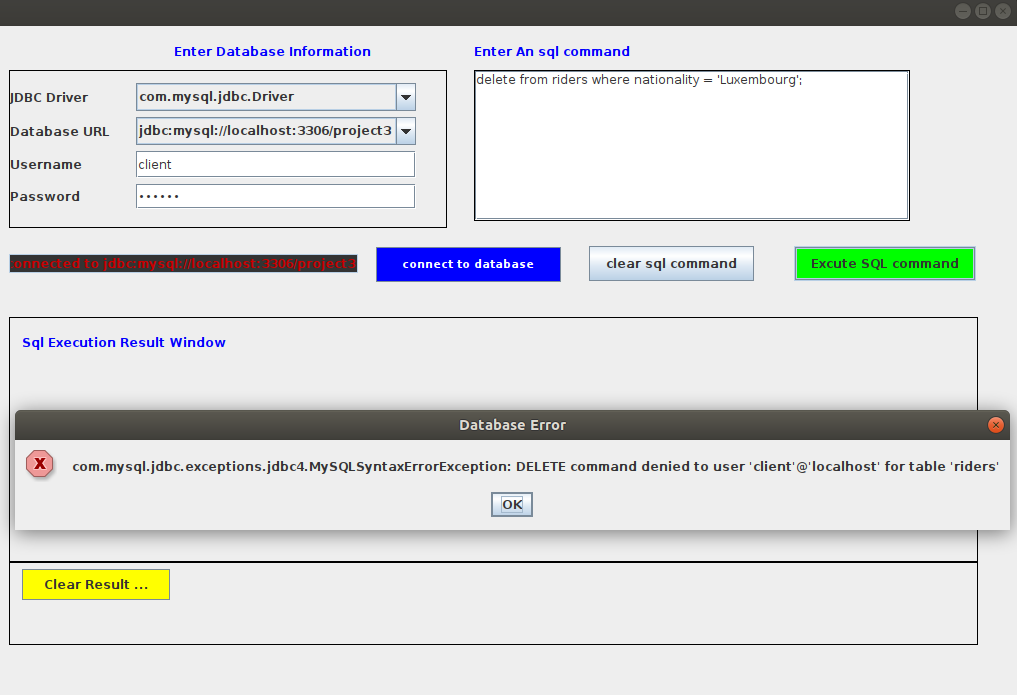 Enter Database Information
Enter An sql command
JDBC Driver
com.mysql.jdbc.Driver
Database URL
jdbc:mysql://localhost:3306/project3
Username
client
Password
••••••
delete from riders where nationality = 'Luxembourg';
onnected to jdbc:mysql://localhost:3306/project3
connect to database
clear sql command
Excute SQL command
Sql Execution Result Window
Database Error
com.mysql.jdbc.exceptions.jdbc4.MySQLSyntaxErrorException: DELETE command denied to user 'client'@'localhost' for table 'riders'
OK
Clear Result ...